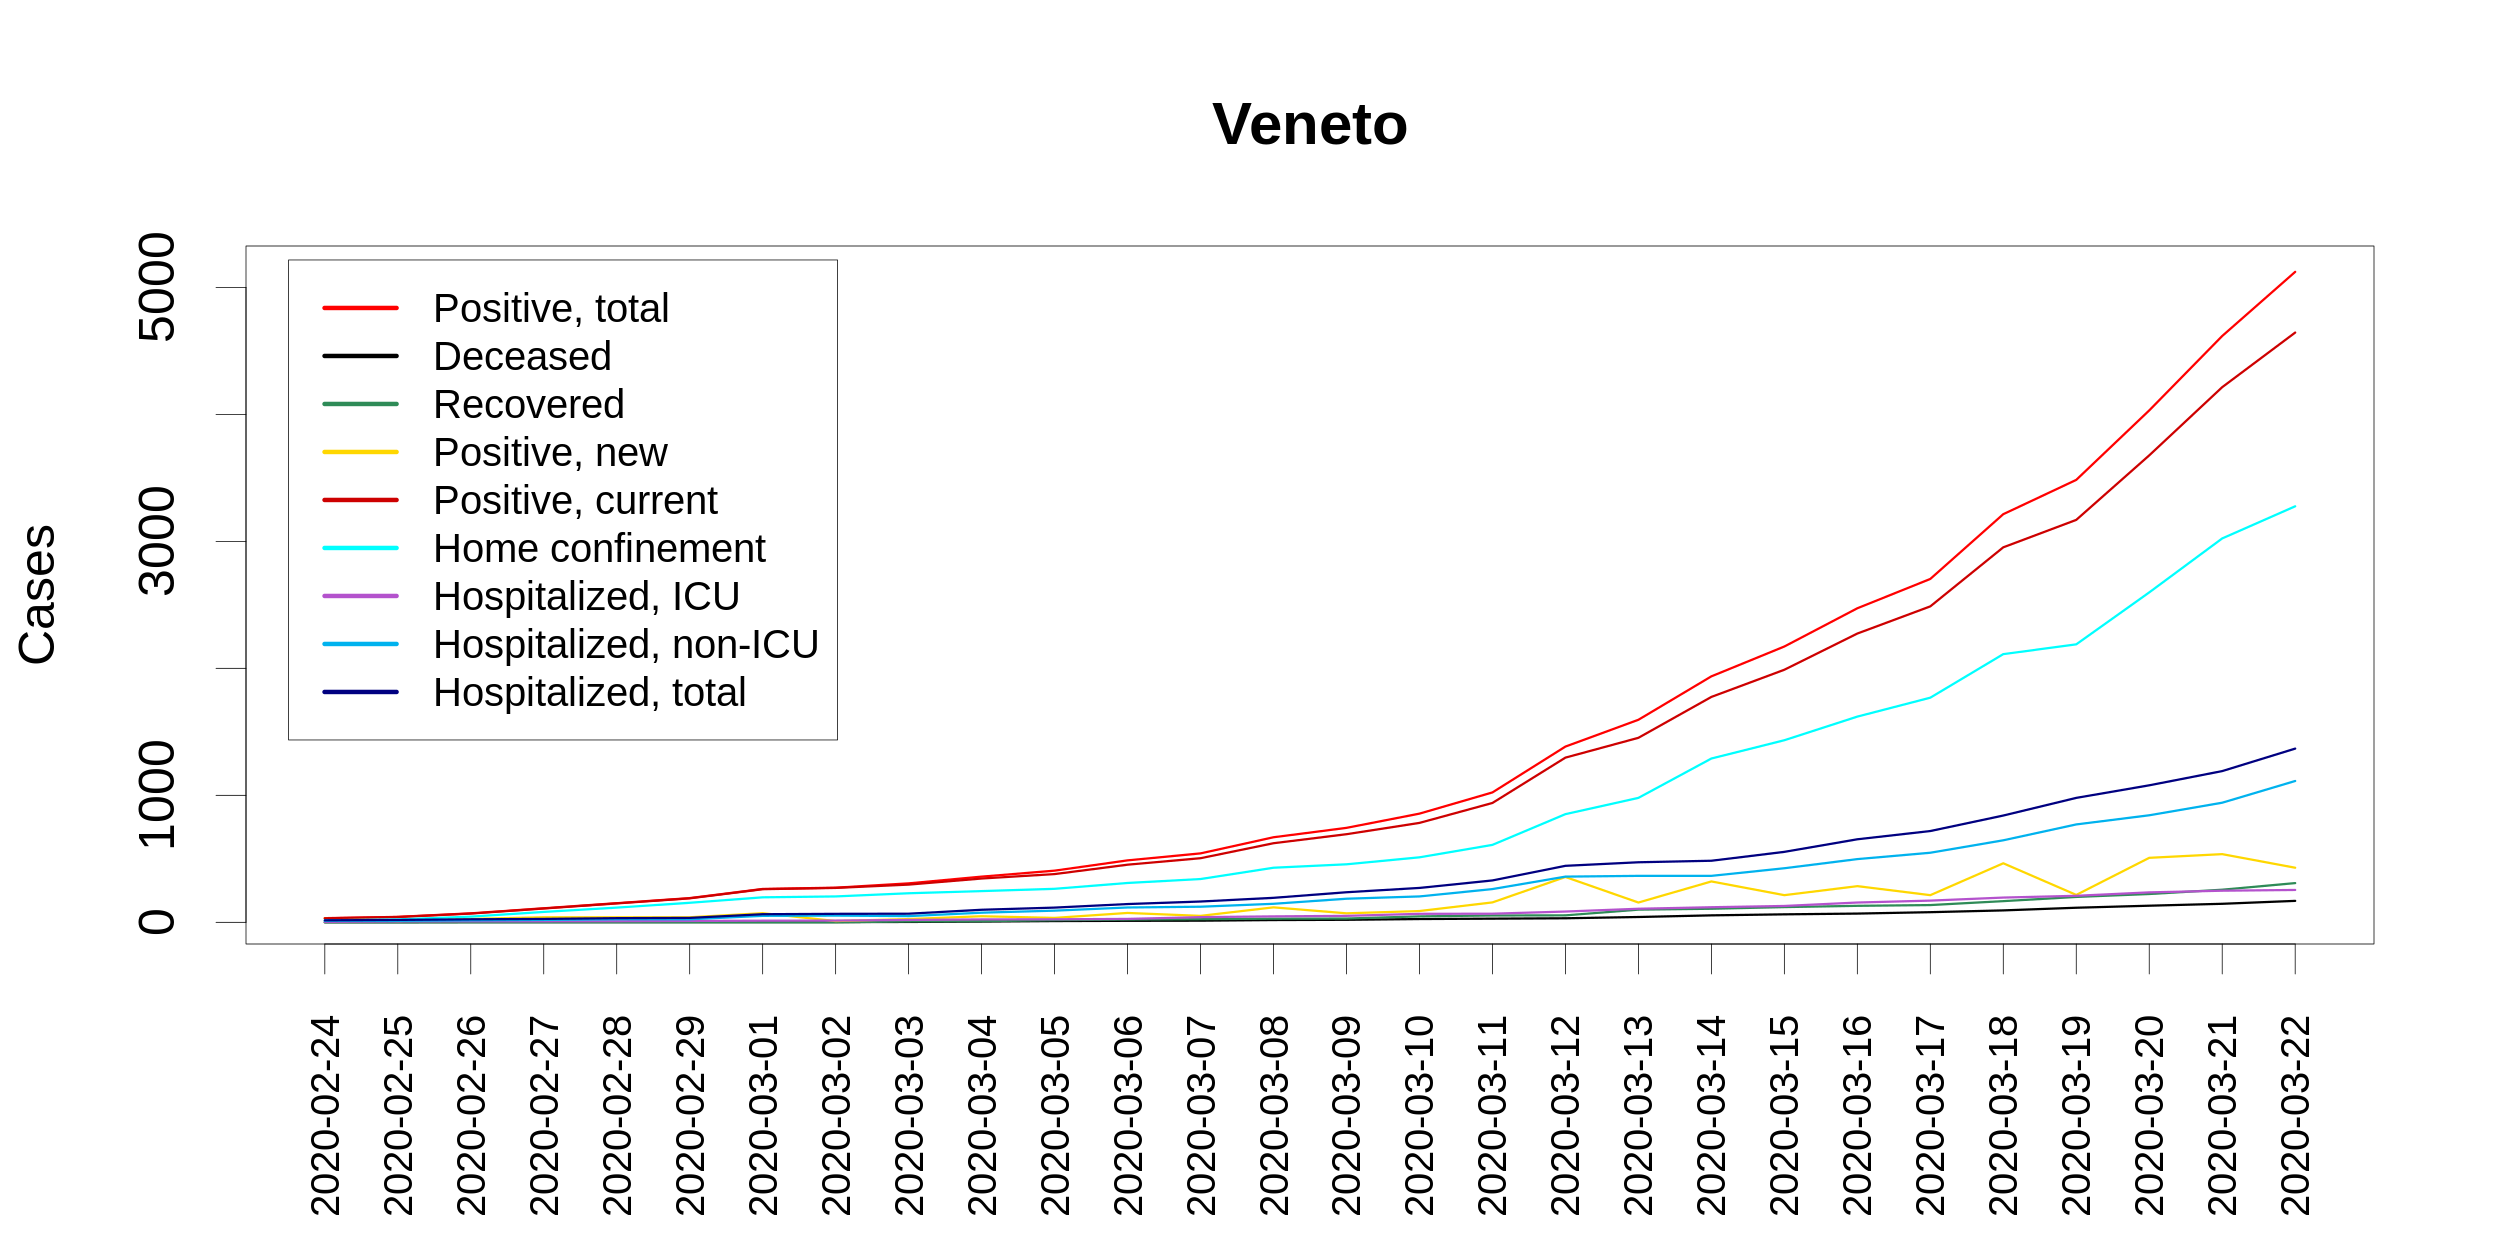 Veneto
Cases
5000
3000
1000
0
Positive, total
Deceased
Recovered
Positive, new
Positive, current
Home confinement
Hospitalized, ICU
Hospitalized, non-ICU
Hospitalized, total
2020-02-24
2020-02-25
2020-02-26
2020-02-27
2020-02-28
2020-02-29
2020-03-01
2020-03-02
2020-03-03
2020-03-04
2020-03-05
2020-03-06
2020-03-07
2020-03-08
2020-03-09
2020-03-10
2020-03-11
2020-03-12
2020-03-13
2020-03-14
2020-03-15
2020-03-16
2020-03-17
2020-03-18
2020-03-19
2020-03-20
2020-03-21
2020-03-22